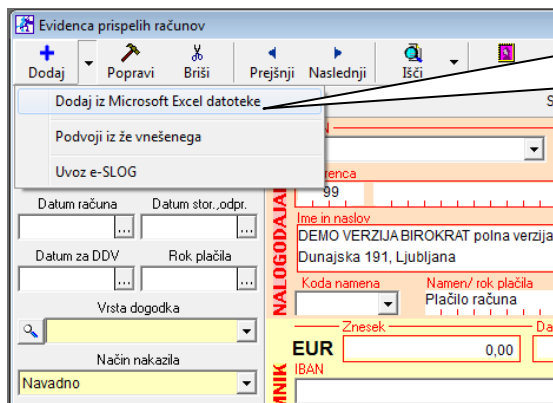 Evidenca prispelih računov
Dodaj Popravi Briši Prejšnji Naslednji Išči
Dodaj iz Microsoft Excel datoteke
Podvoji iz že vnešenega
Uvoz e-SLOG
99
Datum računa Datum stor.,odpr.
Ime in naslov
DEMO VERZIJA BIROKRAT polna verzija
Dunajska 191, Ljubljana
Datum za DDV Rok plačila
Koda namena Namen/ rok plačila
Plačilo računa
Vrsta dogodka
Znesek
EUR 0,00
Način nakazila
IBAN
Navadno